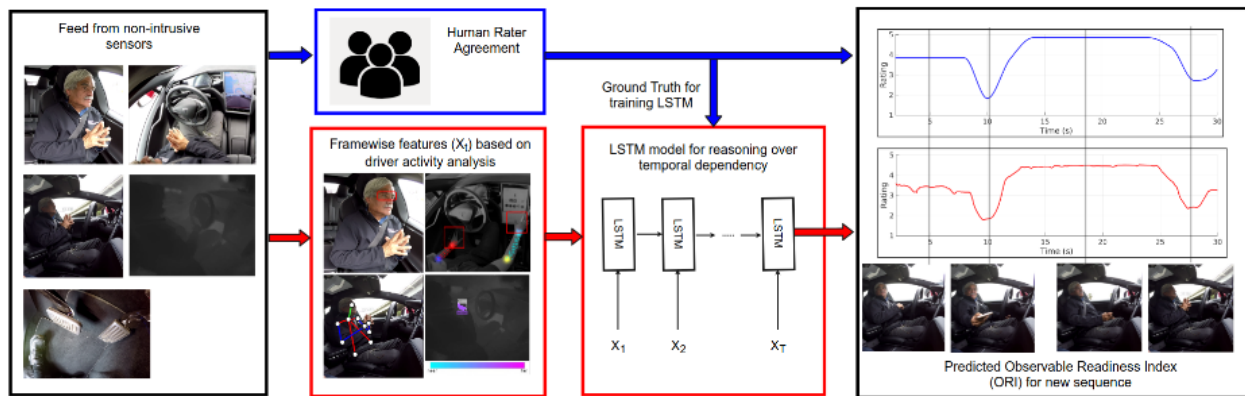 Feed from non-intrusive
sensors
Human Rater
Agreement
Ground Truth for
training LSTM
Framewise features (Xt) based on
driver activity analysis
LSTM model for reasoning over
temporal dependency
LSTM
LSTM
.....
LSTM
X1
X2
XT
Rating
5
4
3
2
1
5
10
15
20
25
30
Time (s)
Rating
5
4
3
2
1
5
10
15
20
25
30
Time (s)
Predicted Observable Readiness Index
(ORI) for new sequence